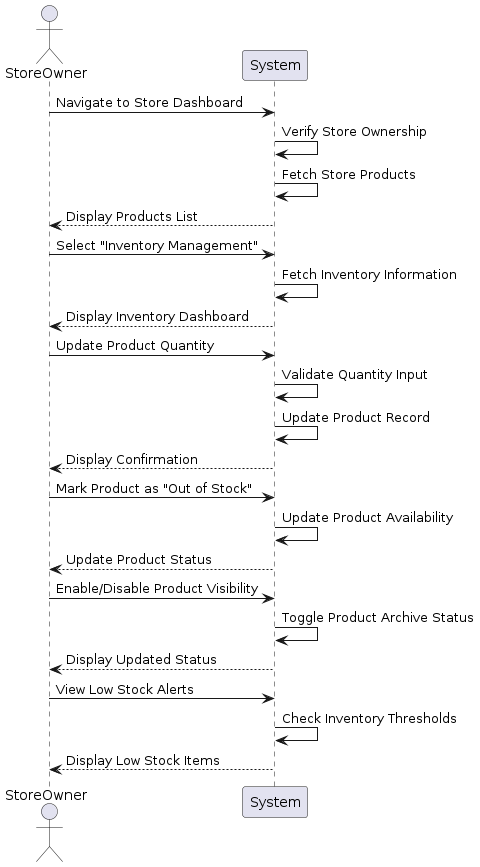 StoreOwner
System
Navigate to Store Dashboard
Verify Store Ownership
Fetch Store Products
Display Products List
Select "Inventory Management"
Fetch Inventory Information
Display Inventory Dashboard
Update Product Quantity
Validate Quantity Input
Update Product Record
Display Confirmation
Mark Product as "Out of Stock"
Update Product Availability
Update Product Status
Enable/Disable Product Visibility
Toggle Product Archive Status
Display Updated Status
View Low Stock Alerts
Check Inventory Thresholds
Display Low Stock Items
StoreOwner
System